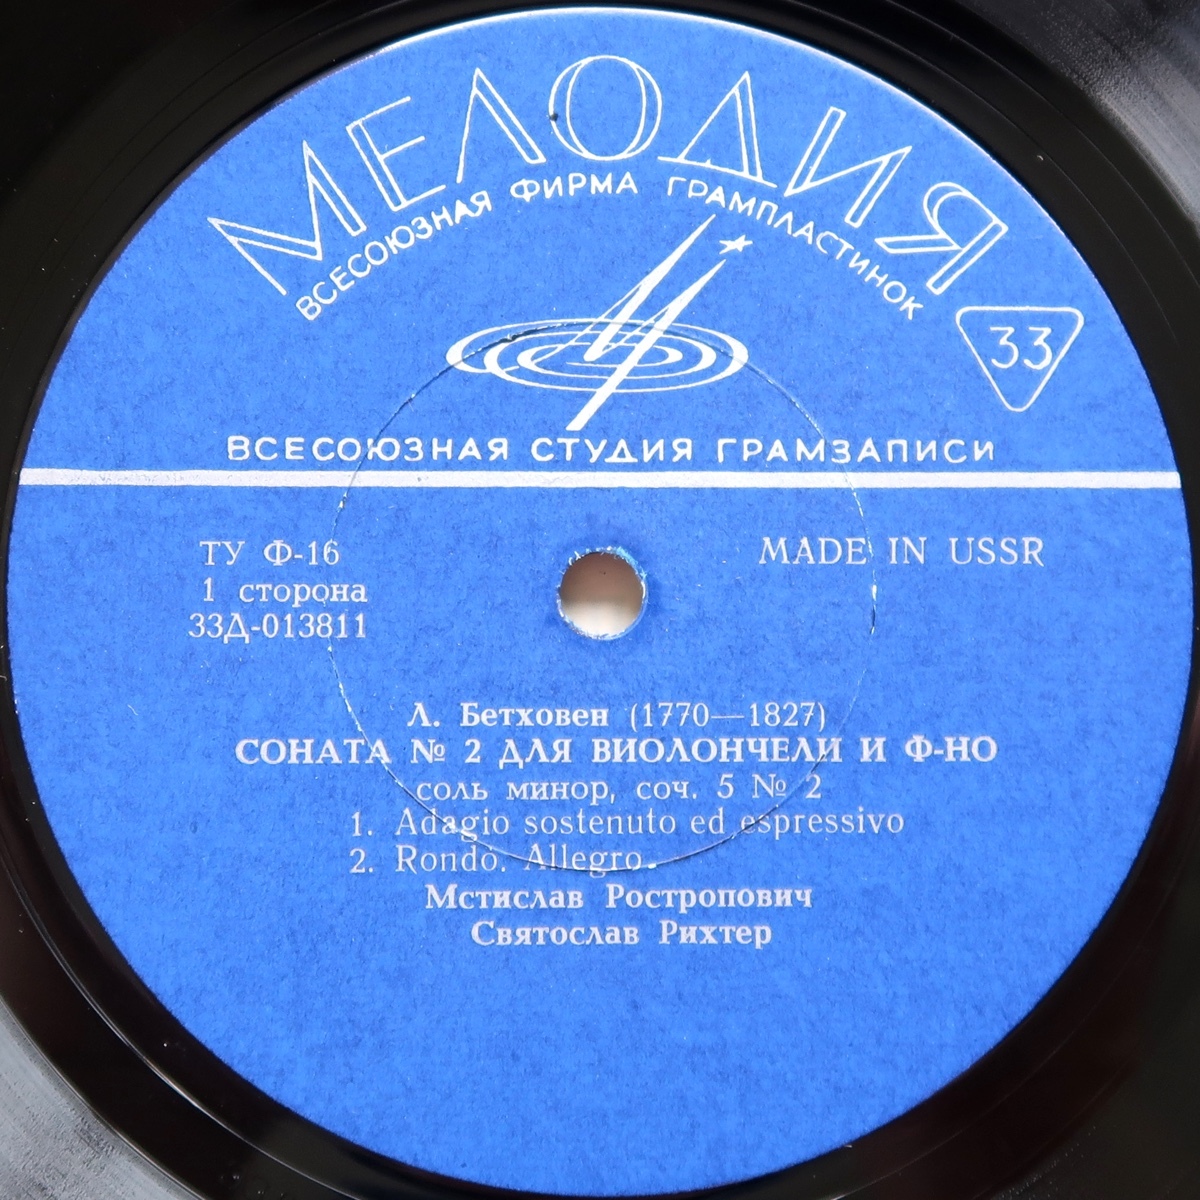 МЕЛОДИЯ
ВСЕСОЮЗНАЯ ФИРМА ГРАМПЛАСТИНОК
33
ВСЕСОЮЗНАЯ СТУДИЯ ГРАМЗАПИСИ
ТУ Ф-16
MADE IN USSR
1 сторона
33Д-013811
Л. Бетховен (1770—1827)
СОНАТА № 2 ДЛЯ ВИОЛОНЧЕЛИ И Ф-НО
соль минор, соч. 5 № 2
1. Adagio sostenuto ed espressivo
2. Rondo. Allegro.
Мстислав Ростропович
Святослав Рихтер